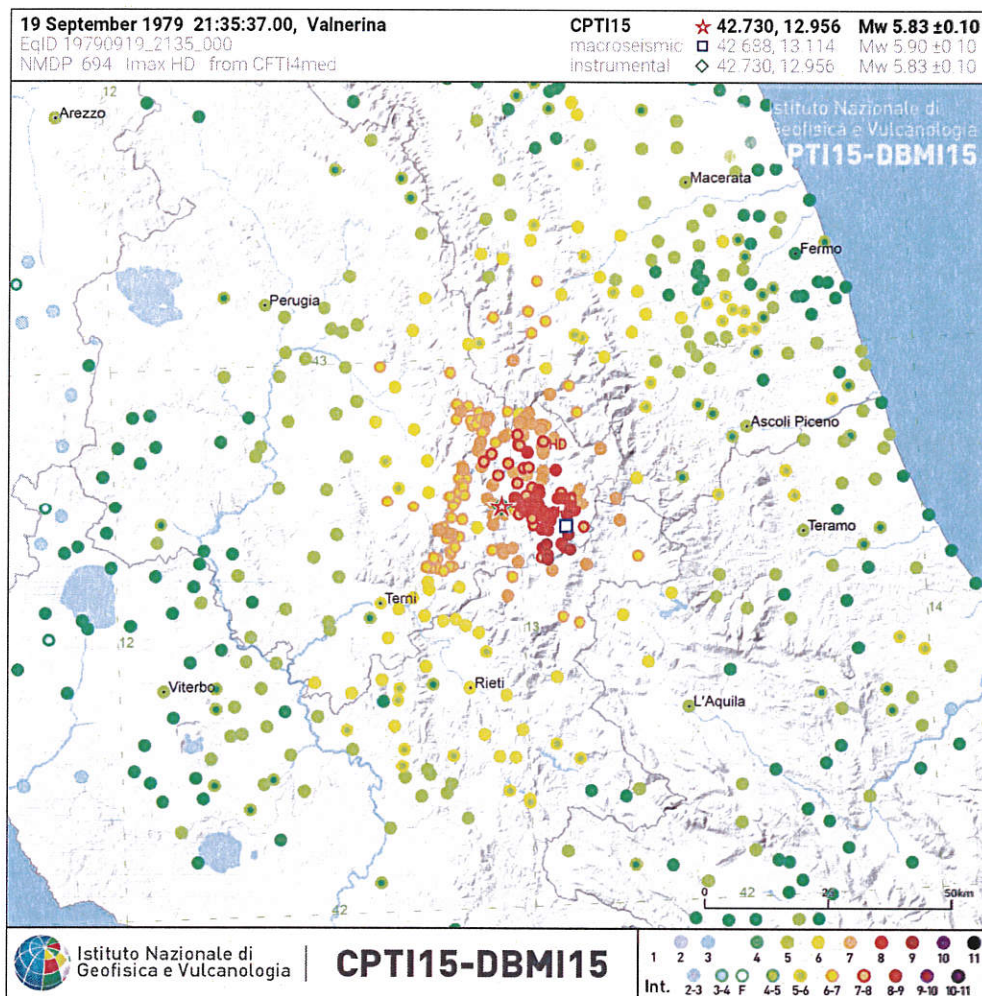 19 September 1979 21:35:37.00, Valnerina
EqID 19790919_2135_000
NMDP 694 Imax HD from CFTI4med
CPTI15 42.730, 12.956 Mw 5.83 ±0.10
macroseismic 42.688, 13.114 Mw 5.90 ±0.10
instrumental 42.730, 12.956 Mw 5.83 ±0.10
12
Arezzo
Istituto Nazionale di
Geofisica e Vulcanologia
CPTI15-DBMI15
Macerata
Fermo
Perugia
43
Ascoli Piceno
HD
Teramo
Terni
13
14
12
Viterbo
Rieti
L'Aquila
42
42
0 25 50km
Istituto Nazionale di
Geofisica e Vulcanologia
CPTI15-DBMI15
1 2 3 4 5 6 7 8 9 10 11
Int. 2-3 3-4 F 4-5 5-6 6-7 7-8 8-9 9-10 10-11